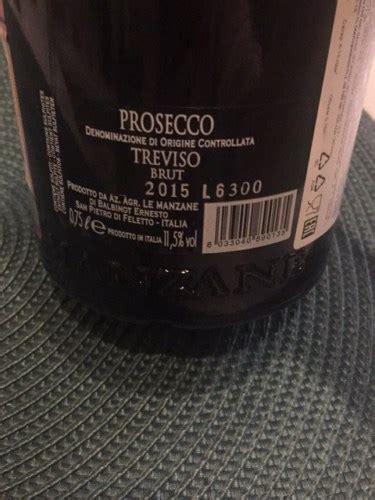 PROSECCO
DENOMINAZIONE DI ORIGINE CONTROLLATA
TREVISO
BRUT
2015 L6300
PRODOTTO DA AZ. AGR. LE MANZANE
DI BALBINOT ERNESTO
SAN PIETRO DI FELETTO - ITALIA
0,75 ℓ e PRODOTTO IN ITALIA 11,5% vol
MANZANE